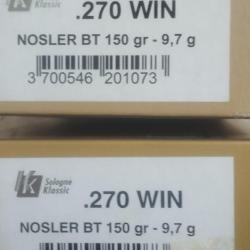 .270 WIN
NOSLER BT 150 gr - 9,7 g
3 700546 201073
Sologne
Klassic
.270 WIN
NOSLER BT 150 gr - 9,7 g